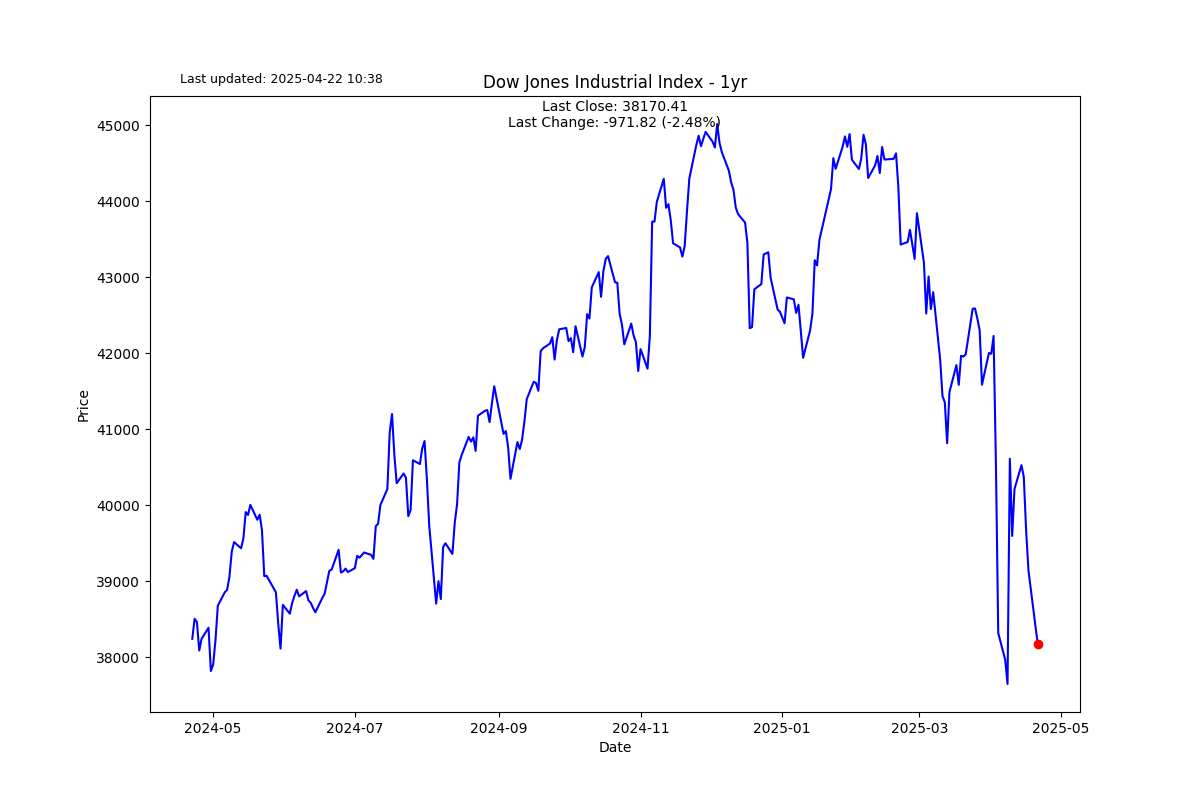 Last updated: 2025-04-22 10:38
Dow Jones Industrial Index - 1yr
Last Close: 38170.41
Last Change: -971.82 (-2.48%)
Price
45000
44000
43000
42000
41000
40000
39000
38000
2024-05
2024-07
2024-09
2024-11
2025-01
2025-03
2025-05
Date